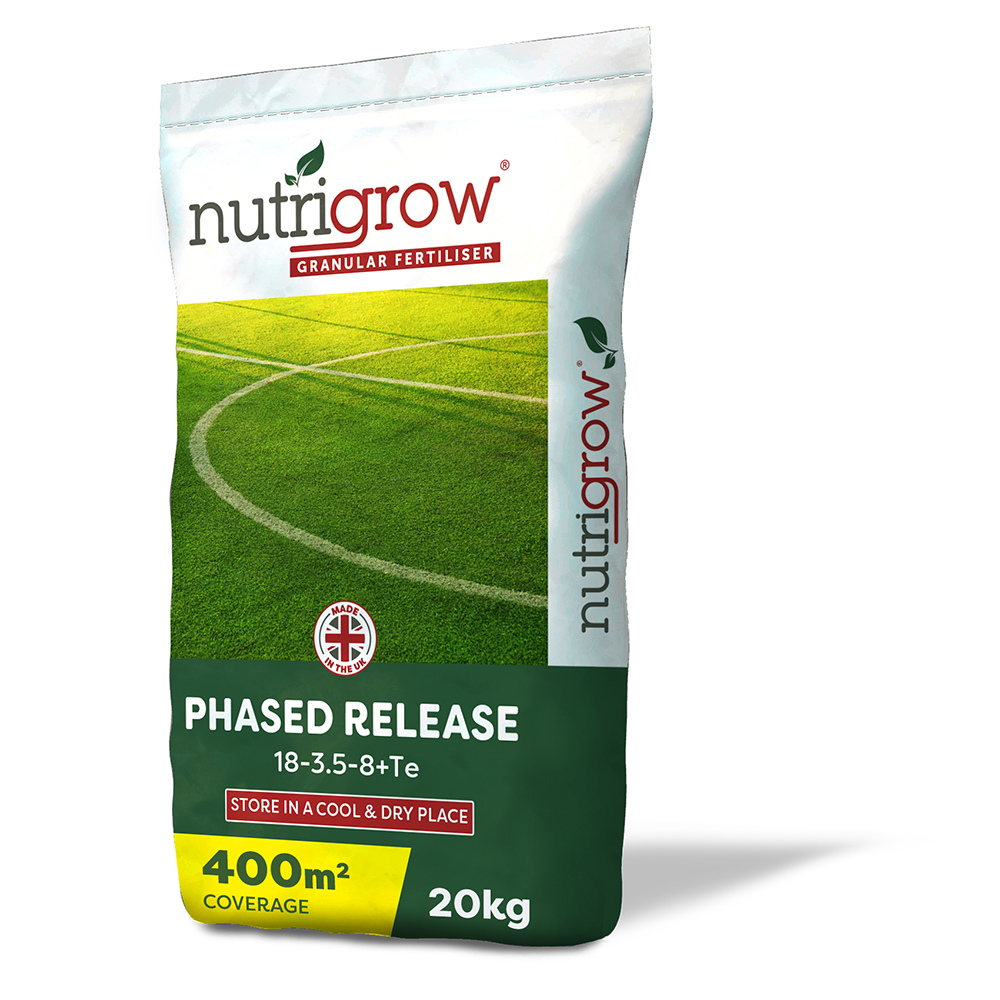 nutrigrow®
GRANULAR FERTILISER
nutrigrow®
MADE
IN THE UK
PHASED RELEASE
18-3.5-8+Te
STORE IN A COOL & DRY PLACE
400m²
COVERAGE
20kg